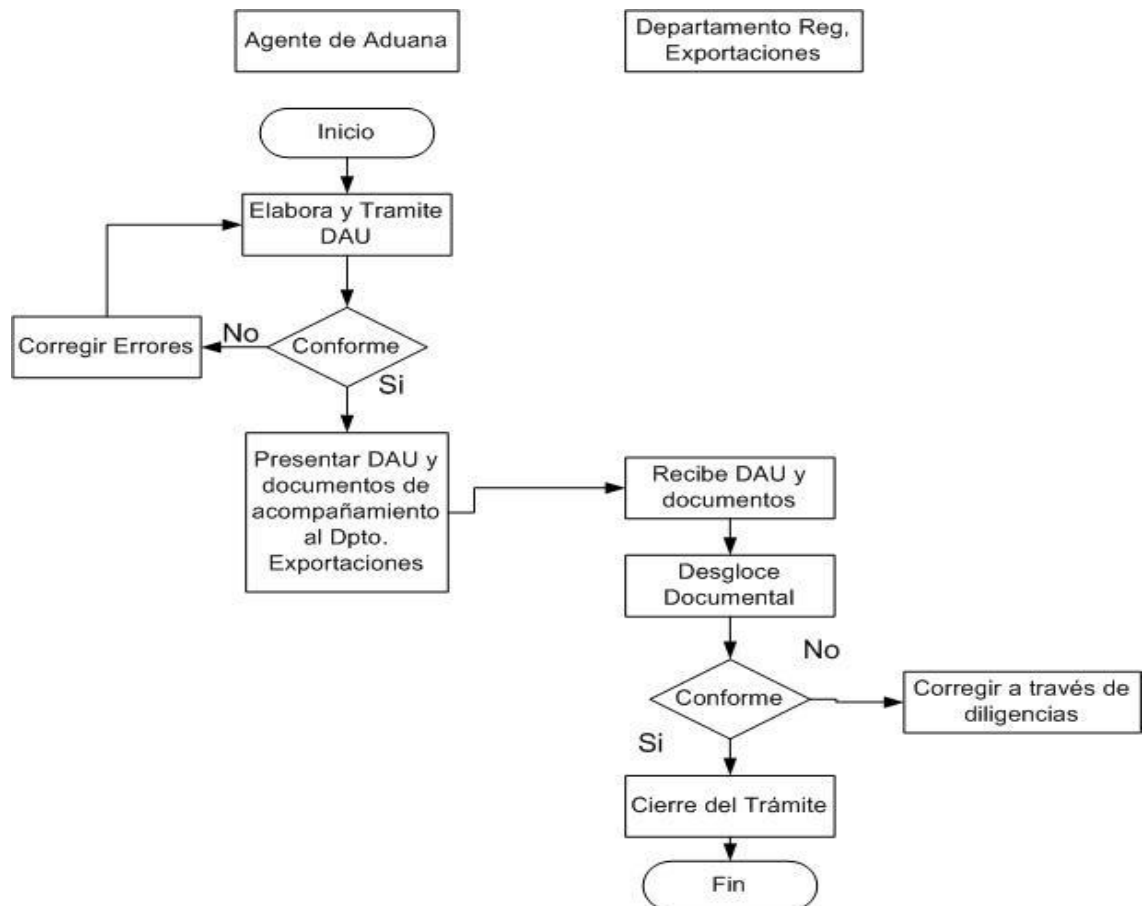 Agente de Aduana
Departamento Reg,
Exportaciones
Inicio
Elabora y Tramite
DAU
Corregir Errores
No
Conforme
Si
Presentar DAU y
documentos de
acompañamiento
al Dpto.
Exportaciones
Recibe DAU y
documentos
Desgloce
Documental
No
Conforme
Corregir a través de
diligencias
Si
Cierre del Trámite
Fin